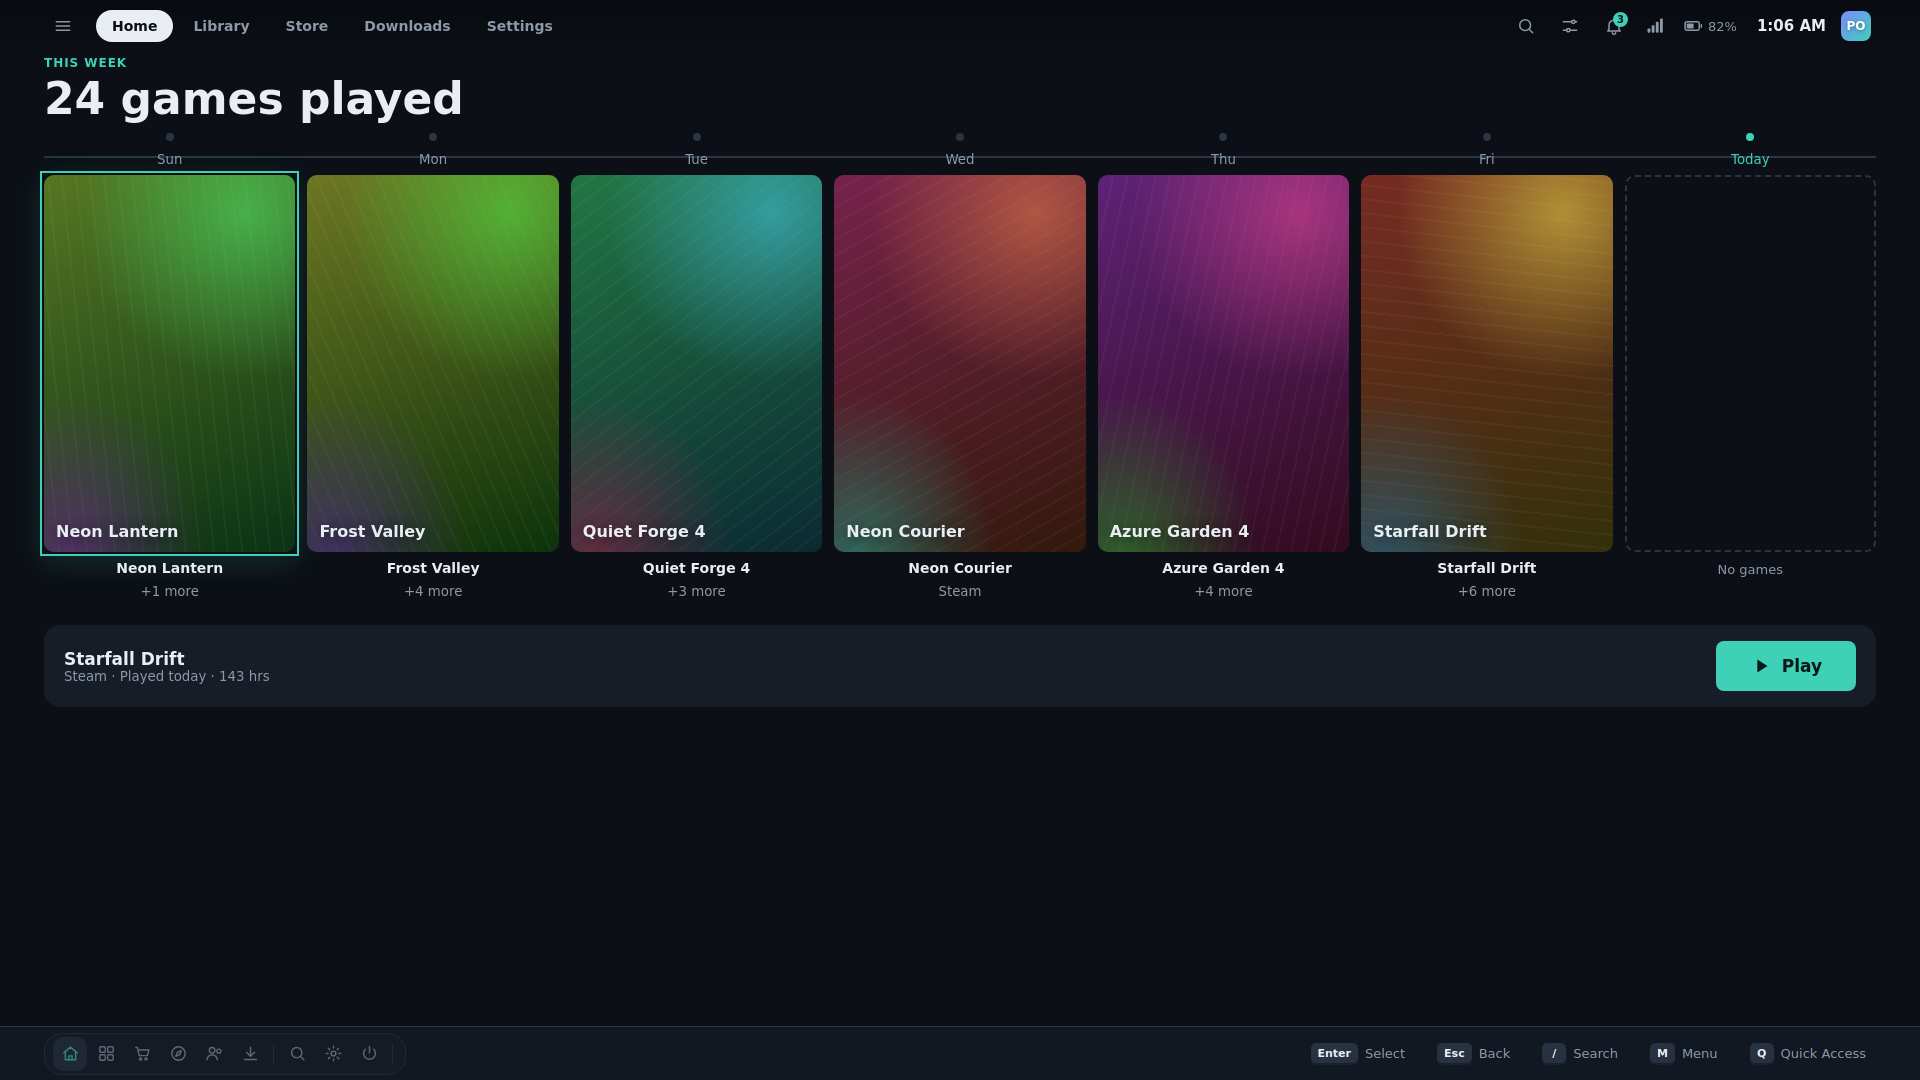 Home Library Store Downloads Settings 3 82% 1:06 AM PO
THIS WEEK
24 games played
Sun Mon Tue Wed Thu Fri Today
Neon Lantern Frost Valley Quiet Forge 4 Neon Courier Azure Garden 4 Starfall Drift
Neon Lantern Frost Valley Quiet Forge 4 Neon Courier Azure Garden 4 Starfall Drift No games
+1 more +4 more +3 more Steam +4 more +6 more
Starfall Drift
Steam · Played today · 143 hrs
Play
Enter Select Esc Back / Search M Menu Q Quick Access